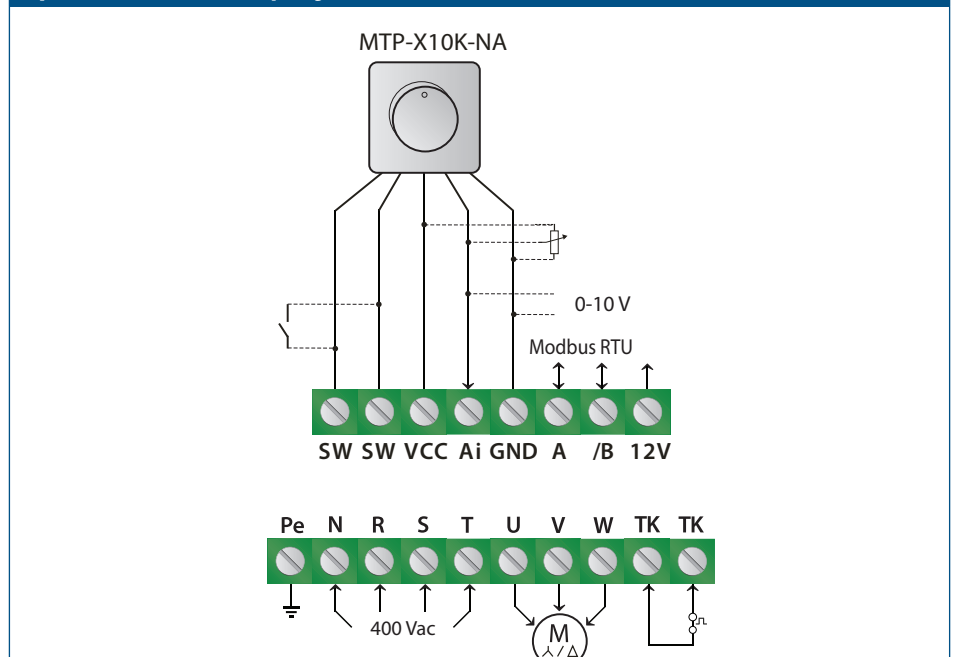 MTP-X10K-NA
0-10 V
Modbus RTU
SW SW VCC Ai GND A /B 12V
Pe N R S T U V W TK TK
400 Vac
M